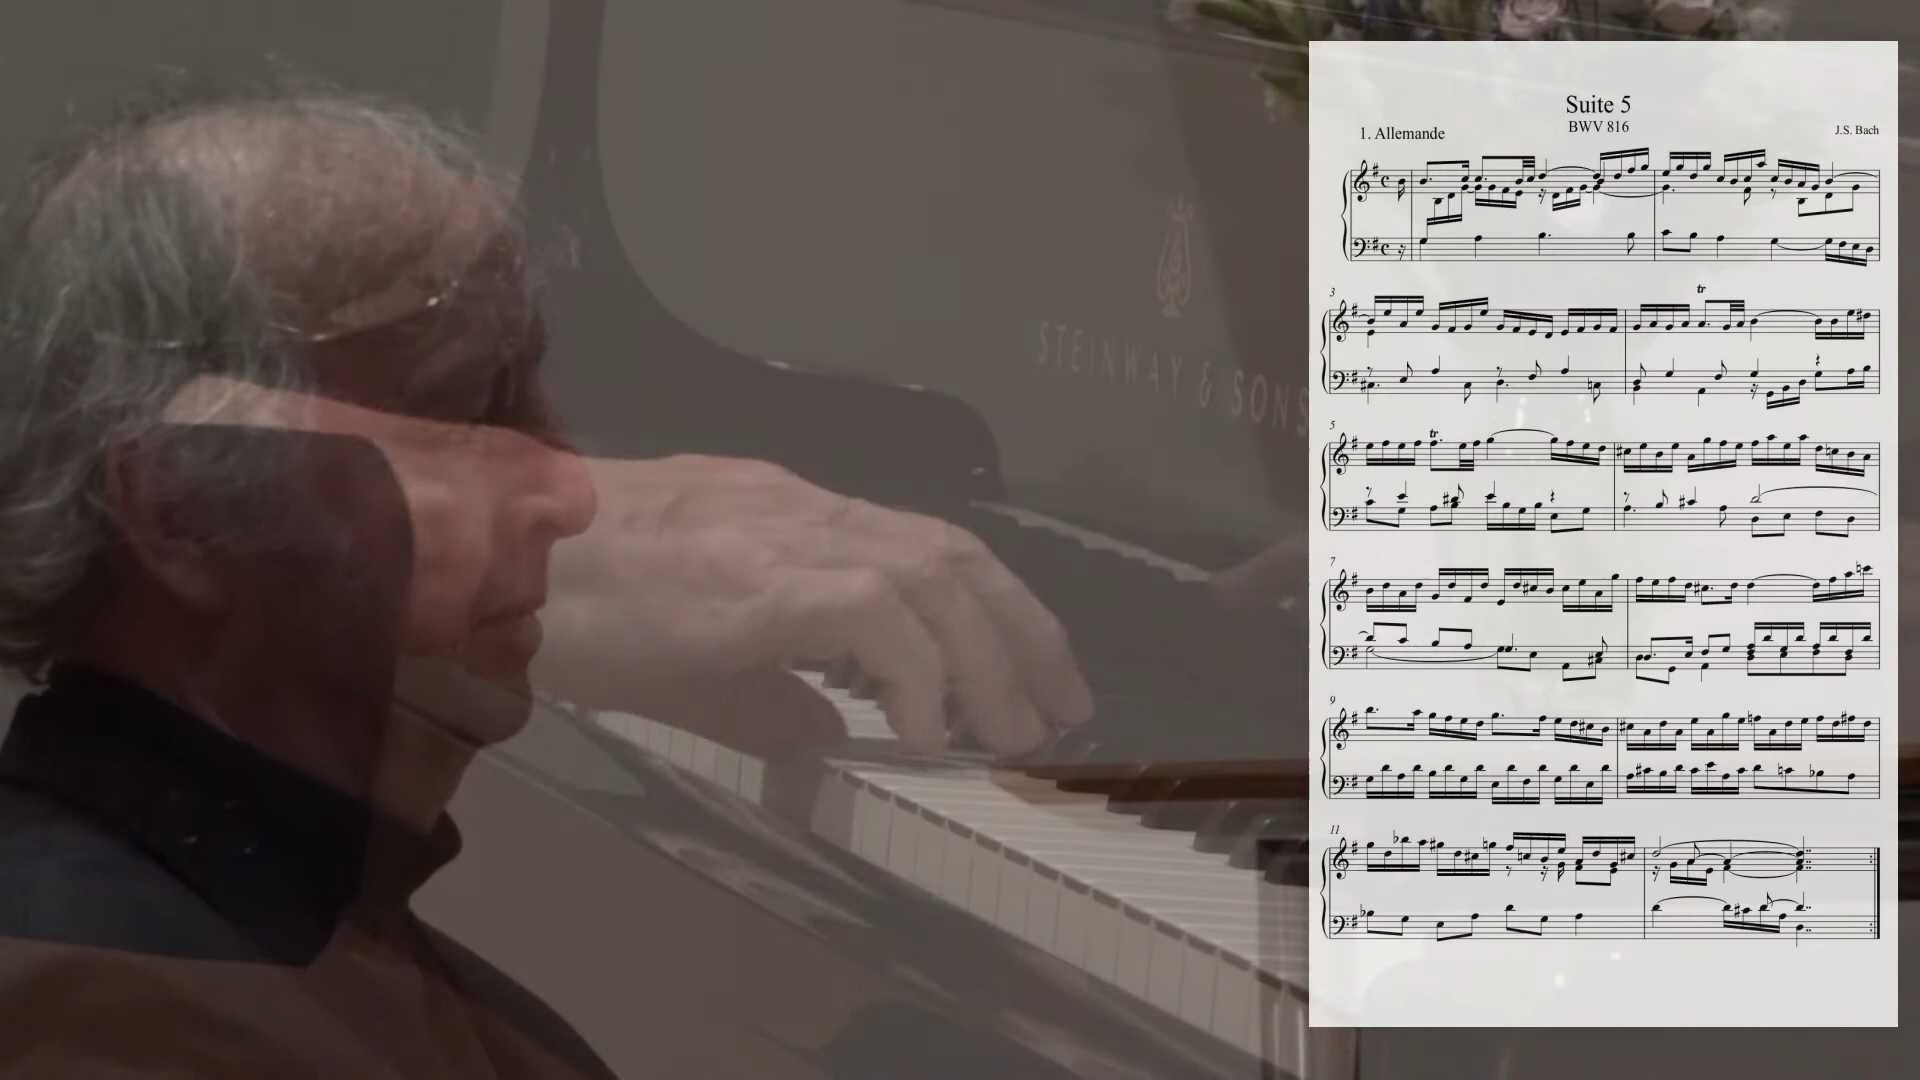 STEINWAY & SONS
Suite 5
BWV 816
1. Allemande
J.S. Bach
3
tr
5
tr
7
9
11